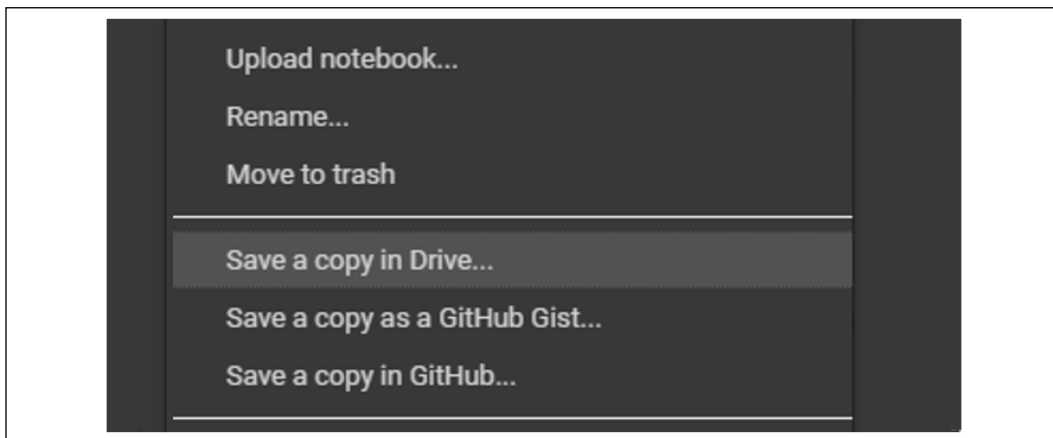 Upload notebook...
Rename...
Move to trash
Save a copy in Drive...
Save a copy as a GitHub Gist...
Save a copy in GitHub...